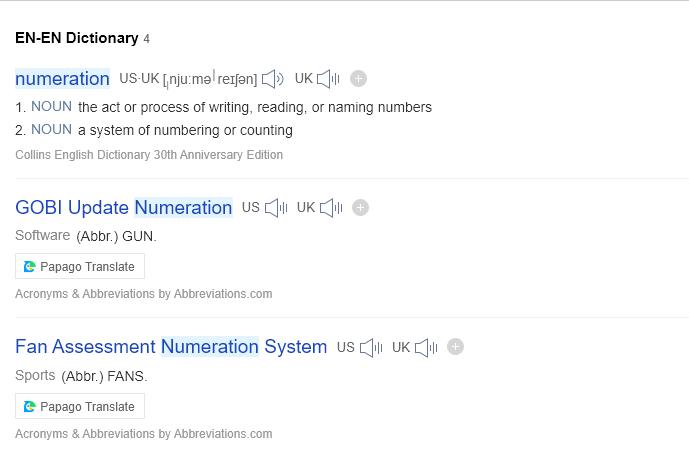 EN-EN Dictionary 4
numeration US·UK [ˌnjuːməˈreɪʃən] UK
1. NOUN the act or process of writing, reading, or naming numbers
2. NOUN a system of numbering or counting
Collins English Dictionary 30th Anniversary Edition
GOBI Update Numeration US UK
Software (Abbr.) GUN.
Papago Translate
Acronyms & Abbreviations by Abbreviations.com
Fan Assessment Numeration System US UK
Sports (Abbr.) FANS.
Papago Translate
Acronyms & Abbreviations by Abbreviations.com